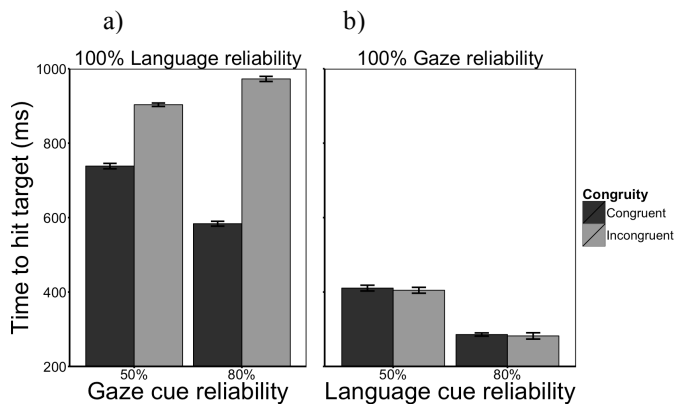 a)
b)
100% Language reliability
100% Gaze reliability
Time to hit target (ms)
1000
800
600
400
200
50%
80%
50%
80%
Gaze cue reliability
Language cue reliability
Congruity
Congruent
Incongruent